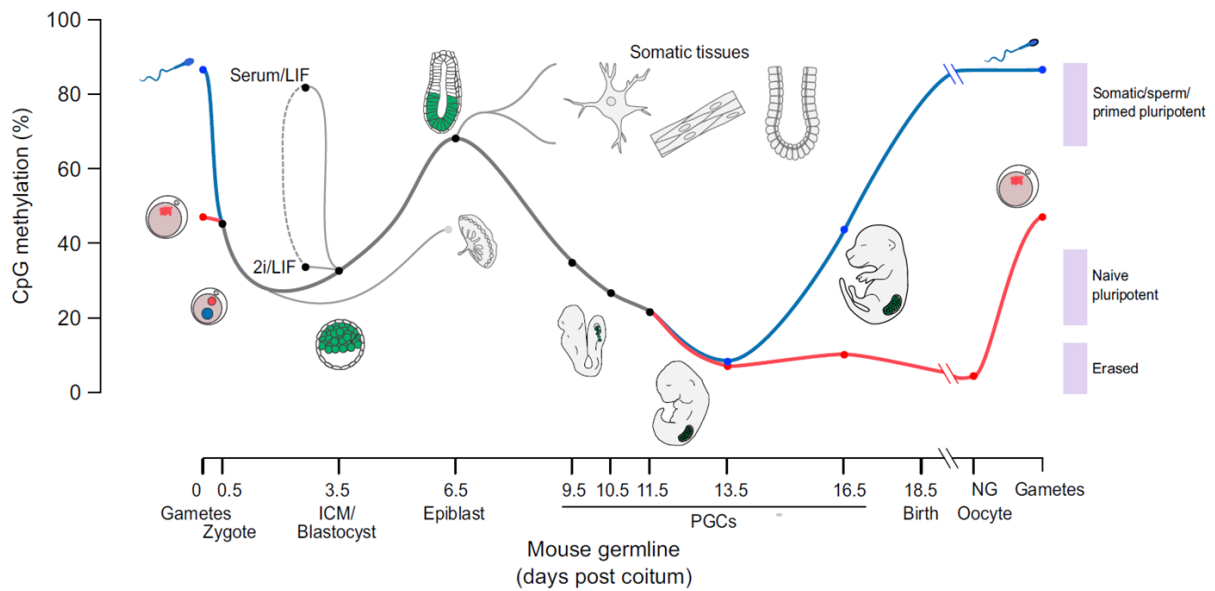 100
80
60
40
20
0
CpG methylation (%)
Serum/LIF
2i/LIF
Somatic tissues
Somatic/sperm/
primed pluripotent
Naive
pluripotent
Erased
0
0.5
3.5
6.5
9.5
10.5
11.5
13.5
16.5
18.5
NG
Gametes
Gametes
Zygote
ICM/
Blastocyst
Epiblast
PGCs
Birth
Oocyte
Mouse germline
(days post coitum)